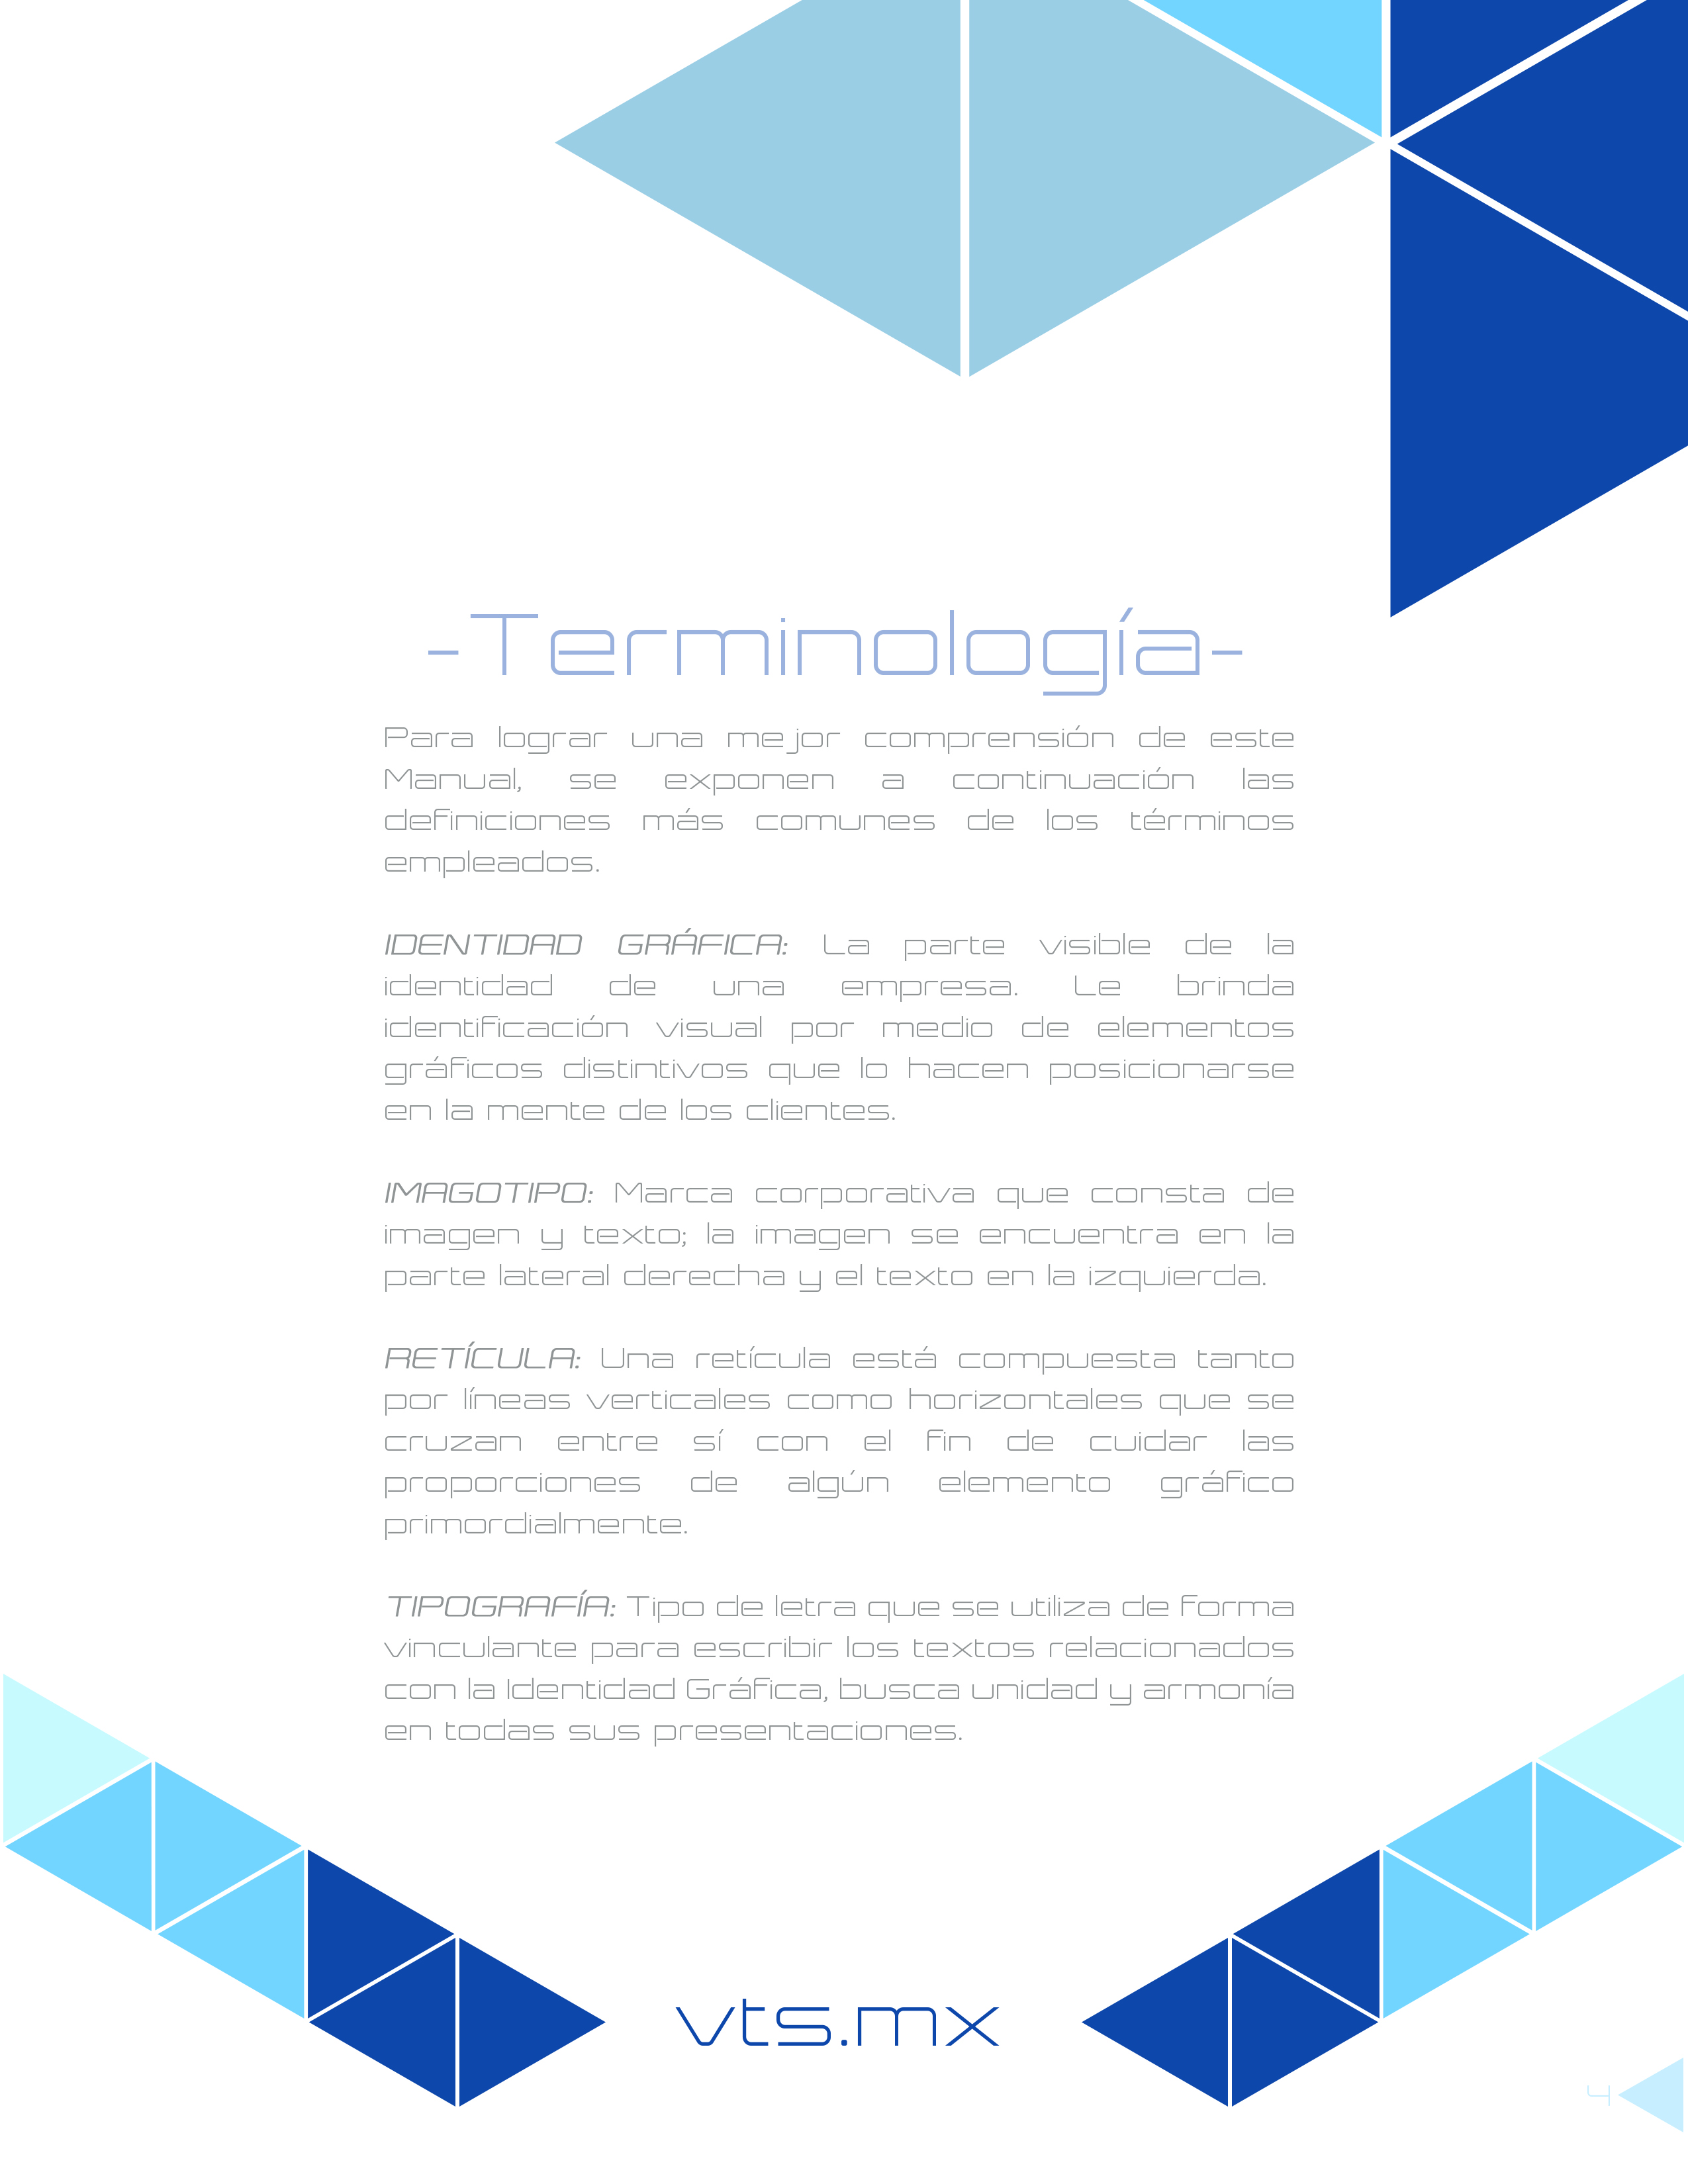 -Terminología-
Para lograr una mejor comprensión de este
Manual, se exponen a continuación las
definiciones más comunes de los términos
empleados.
IDENTIDAD GRÁFICA: La parte visible de la
identidad de una empresa. Le brinda
identificación visual por medio de elementos
gráficos distintivos que lo hacen posicionarse
en la mente de los clientes.
IMAGOTIPO: Marca corporativa que consta de
imagen y texto; la imagen se encuentra en la
parte lateral derecha y el texto en la izquierda.
RETÍCULA: Una retícula está compuesta tanto
por líneas verticales como horizontales que se
cruzan entre sí con el fin de cuidar las
proporciones de algún elemento gráfico
primordialmente.
TIPOGRAFÍA: Tipo de letra que se utiliza de forma
vinculante para escribir los textos relacionados
con la Identidad Gráfica, busca unidad y armonía
en todas sus presentaciones.
vts.mx
4